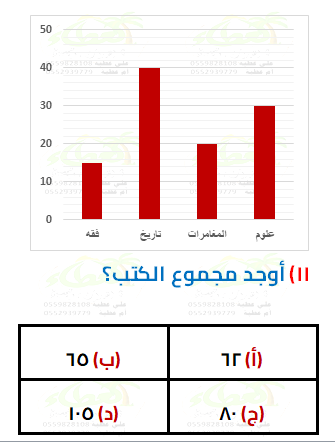 50
40
30
20
10
0
علوم المغامرات تاريخ فقه
١١) أوجد مجموع الكتب؟
(أ) ٦٢ (ب) ٦٥
(ج) ٨٠ (د) ١٠٥